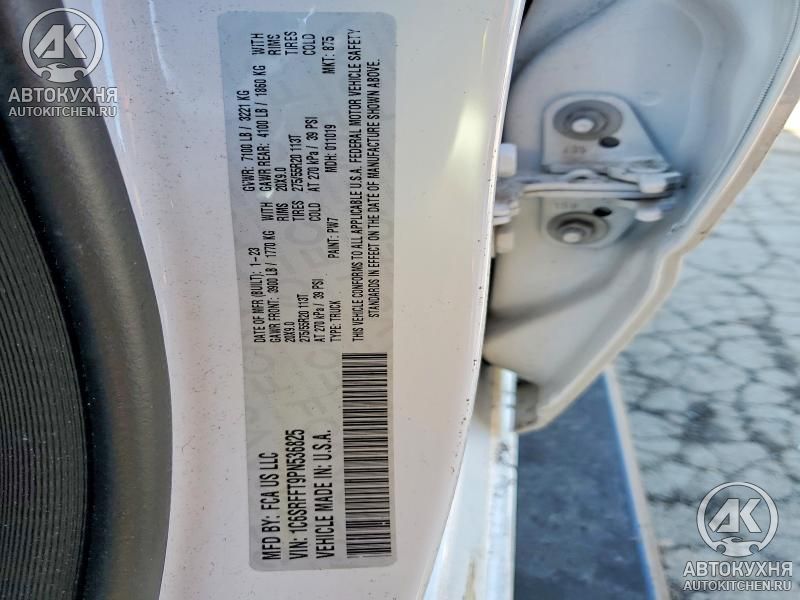 MFD BY: FCA US LLC
DATE OF MFR (BUILT): 1-23
GVWR: 7100 LB / 3221 KG
GAWR FRONT: 3900 LB / 1770 KG WITH
20X9.0 RIMS
275/55R20 113T TIRES
AT 270 kPa / 39 PSI COLD
GAWR REAR: 4100 LB / 1860 KG WITH
20X9.0 RIMS
275/55R20 113T TIRES
AT 270 kPa / 39 PSI COLD
VIN: 1C6SRFFT9PN536825
TYPE: TRUCK
PAINT: PW7
MDH: 011019
MKT: 875
VEHICLE MADE IN: U.S.A.
THIS VEHICLE CONFORMS TO ALL APPLICABLE U.S.A. FEDERAL MOTOR VEHICLE SAFETY
STANDARDS IN EFFECT ON THE DATE OF MANUFACTURE SHOWN ABOVE.
АК
АВТОКУХНЯ
AUTOKITCHEN.RU
АК
АВТОКУХНЯ
AUTOKITCHEN.RU